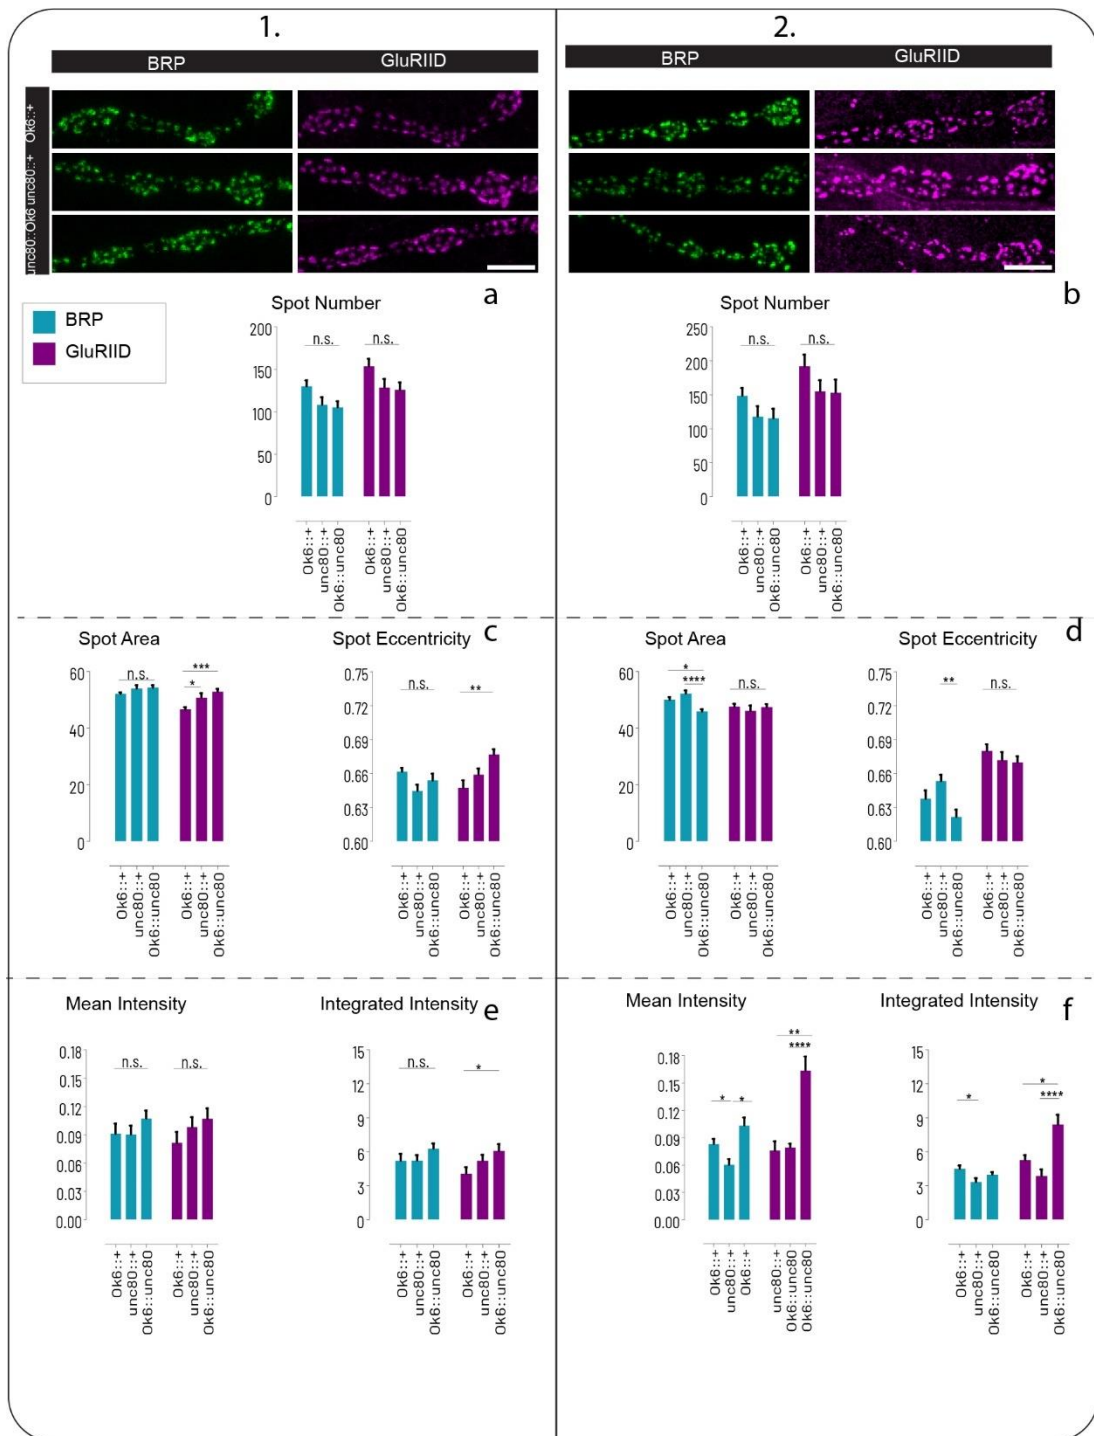 1.
BRP GluRIID
Ok6::+
unc80::+
unc80::Ok6
BRP
GluRIID
a
Spot Number
200
150
100
50
0
n.s. n.s.
Ok6::+ unc80::+ Ok6::unc80 Ok6::+ unc80::+ Ok6::unc80
c
Spot Area
60
40
20
0
n.s. * ***
Ok6::+ unc80::+ Ok6::unc80 Ok6::+ unc80::+ Ok6::unc80
Spot Eccentricity
0.75
0.72
0.69
0.66
0.63
0.60
n.s. **
Ok6::+ unc80::+ Ok6::unc80 Ok6::+ unc80::+ Ok6::unc80
e
Mean Intensity
0.18
0.15
0.12
0.09
0.06
0.03
0.00
n.s. n.s.
Ok6::+ unc80::+ Ok6::unc80 Ok6::+ unc80::+ Ok6::unc80
Integrated Intensity
15
12
9
6
3
0
n.s. *
Ok6::+ unc80::+ Ok6::unc80 Ok6::+ unc80::+ Ok6::unc80
2.
BRP GluRIID
b
Spot Number
250
200
150
100
50
0
n.s. n.s.
Ok6::+ unc80::+ Ok6::unc80 Ok6::+ unc80::+ Ok6::unc80
d
Spot Area
60
40
20
0
* **** n.s.
Ok6::+ unc80::+ Ok6::unc80 Ok6::+ unc80::+ Ok6::unc80
Spot Eccentricity
0.75
0.72
0.69
0.66
0.63
0.60
** n.s.
Ok6::+ unc80::+ Ok6::unc80 Ok6::+ unc80::+ Ok6::unc80
f
Mean Intensity
0.18
0.15
0.12
0.09
0.06
0.03
0.00
* * ** ****
Ok6::+ unc80::+ Ok6::+ unc80::+ Ok6::unc80 Ok6::unc80
Integrated Intensity
15
12
9
6
3
0
* * ****
Ok6::+ unc80::+ Ok6::unc80 Ok6::+ unc80::+ Ok6::unc80